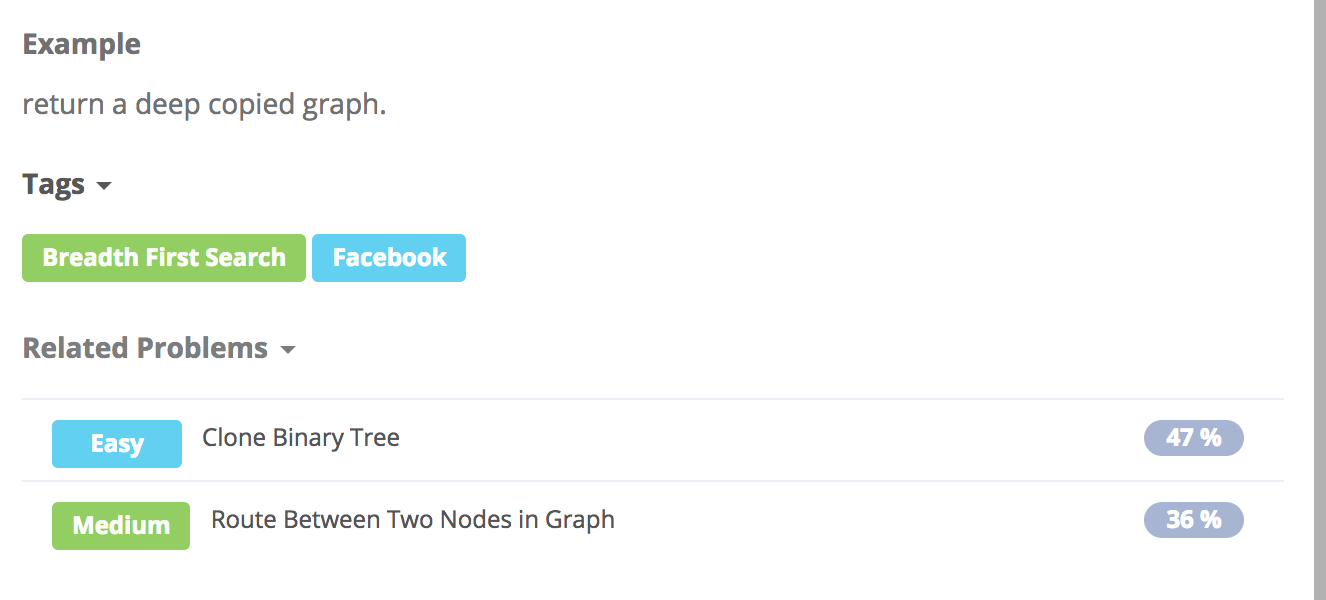 Example
return a deep copied graph.
Tags
Breadth First Search Facebook
Related Problems
Easy Clone Binary Tree 47 %
Medium Route Between Two Nodes in Graph 36 %